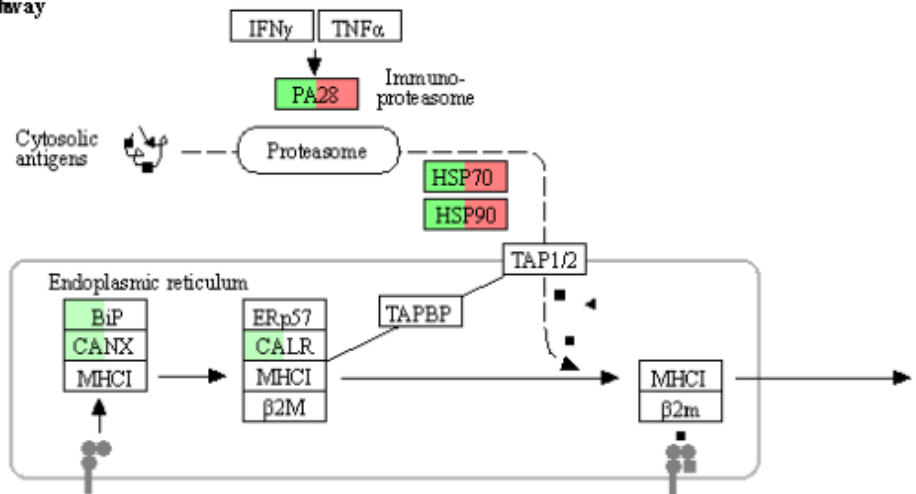 IFNγ TNFα
PA28
Immuno-
proteasome
Cytosolic
antigens
Proteasome
HSP70
HSP90
TAP1/2
Endoplasmic reticulum
TAPBP
BiP
CANX
MHCI
ERp57
CALR
MHCI
β2M
MHCI
β2m